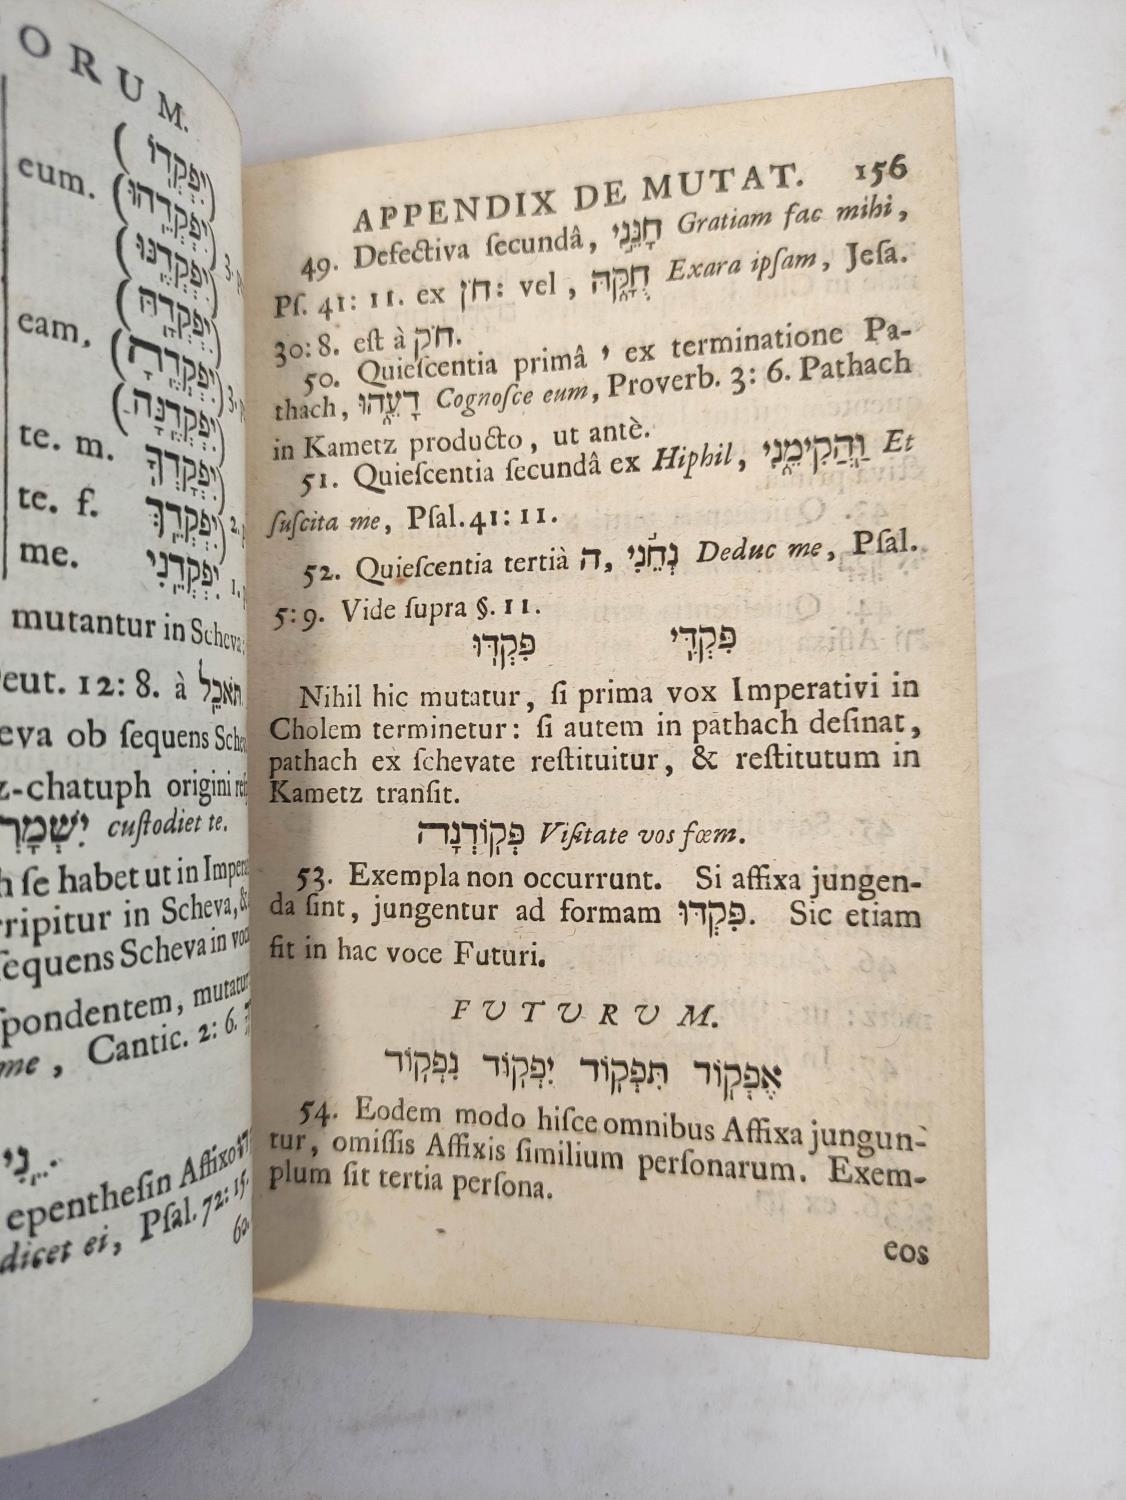 ORUM.
eum.
eam,
te. m.
te. f.
me.
יִפְקְדֵנִי
mutantur in Scheva:
Deut. 12: 8. à
eva ob ſequens Sche
z-chatuph origini
cuſtodiet te.
h ſe habet ut in Impera
rripitur in Scheva, &
ſequens Scheva in
ſpondentem, mutatur
me, Cantic. 2: 6.
epentheſin Affixo
dicet ei, Pſal. 72: 15.
60.
APPENDIX DE MUTAT. 156
49. Defectiva ſecundâ, חָנֵּנִי Gratiam fac mihi,
Pſ. 41: 11. ex חֹן: vel, חֻקָּהּ Exara ipſam, Jeſa.
30: 8. eſt à חֹק.
50. Quieſcentia primâ י ex terminatione Pa-
thach, דָּעֵהוּ Cognoſce eum, Proverb. 3: 6. Pathach
in Kametz producto, ut antè.
51. Quieſcentia ſecundâ ex Hiphil, וַהֲקִימֵנִי Et
ſuſcita me, Pſal. 41: 11.
52. Quieſcentia tertià ה, נְחֵנִי Deduc me, Pſal.
5: 9. Vide ſupra §. 11.
פִּקְדִי פִּקְדוּ
Nihil hic mutatur, ſi prima vox Imperativi in
Cholem terminetur: ſi autem in pathach deſinat,
pathach ex ſchevate reſtituitur, & reſtitutum in
Kametz tranſit.
פְּקוֹדְנָה Viſitate vos fœm.
53. Exempla non occurrunt. Si affixa jungen-
da ſint, jungentur ad formam פִּקְדוּ. Sic etiam
fit in hac voce Futuri.
FUTURUM.
אֶפְקוֹד תִּפְקוֹד יִפְקוֹד נִפְקוֹד
54. Eodem modo hiſce omnibus Affixa jungun-
tur, omiſſis Affixis ſimilium perſonarum. Exem-
plum ſit tertia perſona.
eos